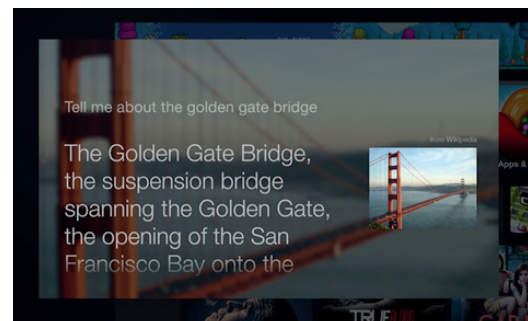 Tell me about the golden gate bridge
from Wikipedia
The Golden Gate Bridge,
the suspension bridge
spanning the Golden Gate,
the opening of the San
Francisco Bay onto the
Apps &
TRUE BLOOD